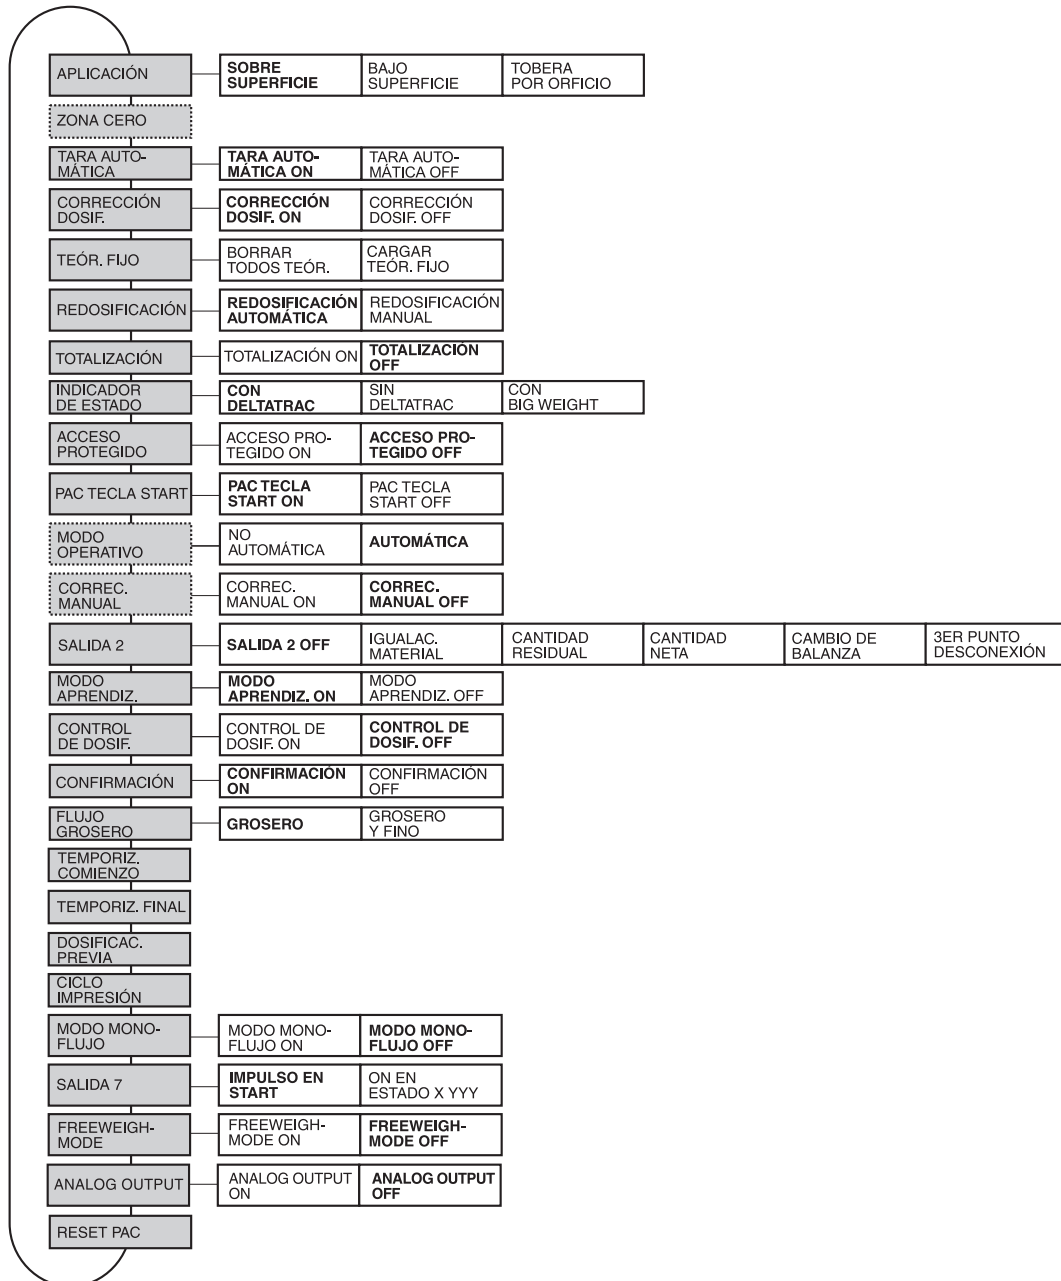 APLICACIÓN
SOBRE
SUPERFICIE
BAJO
SUPERFICIE
TOBERA
POR ORFICIO
ZONA CERO
TARA AUTO-
MÁTICA
TARA AUTO-
MÁTICA ON
TARA AUTO-
MÁTICA OFF
CORRECCIÓN
DOSIF.
CORRECCIÓN
DOSIF. ON
CORRECCIÓN
DOSIF. OFF
TEÓR. FIJO
BORRAR
TODOS TEÓR.
CARGAR
TEÓR. FIJO
REDOSIFICACIÓN
REDOSIFICACIÓN
AUTOMÁTICA
REDOSIFICACIÓN
MANUAL
TOTALIZACIÓN
TOTALIZACIÓN ON
TOTALIZACIÓN
OFF
INDICADOR
DE ESTADO
CON
DELTATRAC
SIN
DELTATRAC
CON
BIG WEIGHT
ACCESO
PROTEGIDO
ACCESO PRO-
TEGIDO ON
ACCESO PRO-
TEGIDO OFF
PAC TECLA START
PAC TECLA
START ON
PAC TECLA
START OFF
MODO
OPERATIVO
NO
AUTOMÁTICA
AUTOMÁTICA
CORREC.
MANUAL
CORREC.
MANUAL ON
CORREC.
MANUAL OFF
SALIDA 2
SALIDA 2 OFF
IGUALAC.
MATERIAL
CANTIDAD
RESIDUAL
CANTIDAD
NETA
CAMBIO DE
BALANZA
3ER PUNTO
DESCONEXIÓN
MODO
APRENDIZ.
MODO
APRENDIZ. ON
MODO
APRENDIZ. OFF
CONTROL
DE DOSIF.
CONTROL DE
DOSIF. ON
CONTROL DE
DOSIF. OFF
CONFIRMACIÓN
CONFIRMACIÓN
ON
CONFIRMACIÓN
OFF
FLUJO
GROSERO
GROSERO
GROSERO
Y FINO
TEMPORIZ.
COMIENZO
TEMPORIZ. FINAL
DOSIFICAC.
PREVIA
CICLO
IMPRESIÓN
MODO MONO-
FLUJO
MODO MONO-
FLUJO ON
MODO MONO-
FLUJO OFF
SALIDA 7
IMPULSO EN
START
ON EN
ESTADO X YYY
FREEWEIGH-
MODE
FREEWEIGH-
MODE ON
FREEWEIGH-
MODE OFF
ANALOG OUTPUT
ANALOG OUTPUT
ON
ANALOG OUTPUT
OFF
RESET PAC